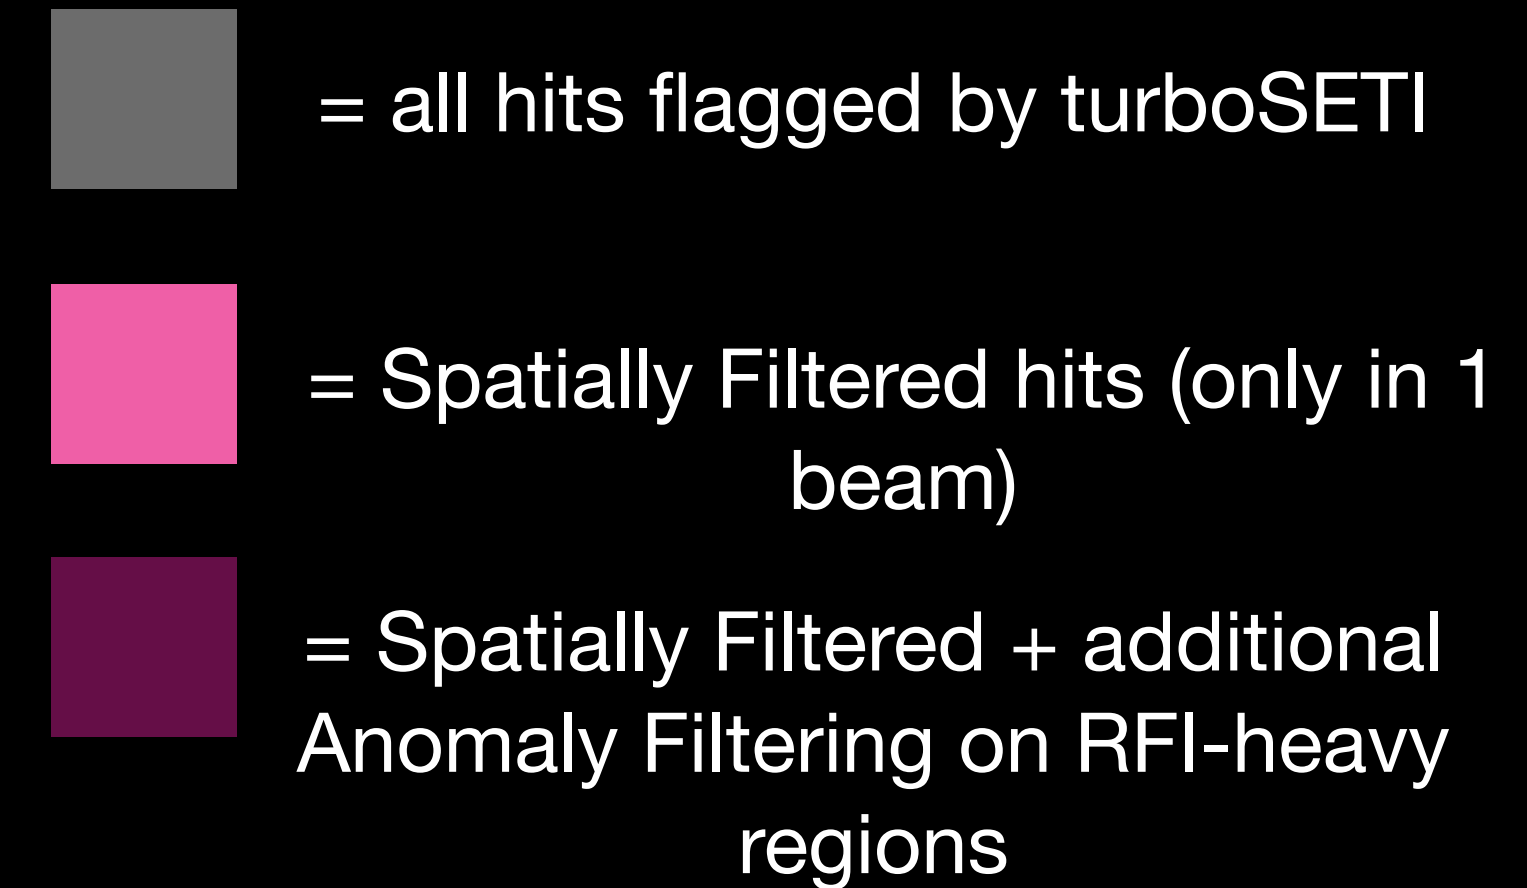 = all hits flagged by turboSETI
= Spatially Filtered hits (only in 1
beam)
= Spatially Filtered + additional
Anomaly Filtering on RFI-heavy
regions